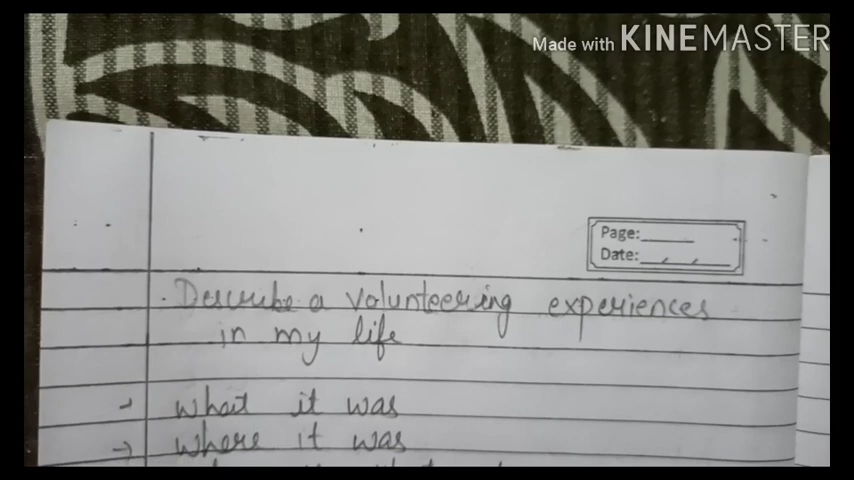 Made with KINEMASTER
Page:
Date:
Describe a volunteering experiences
in my life
→ what it was
→ where it was